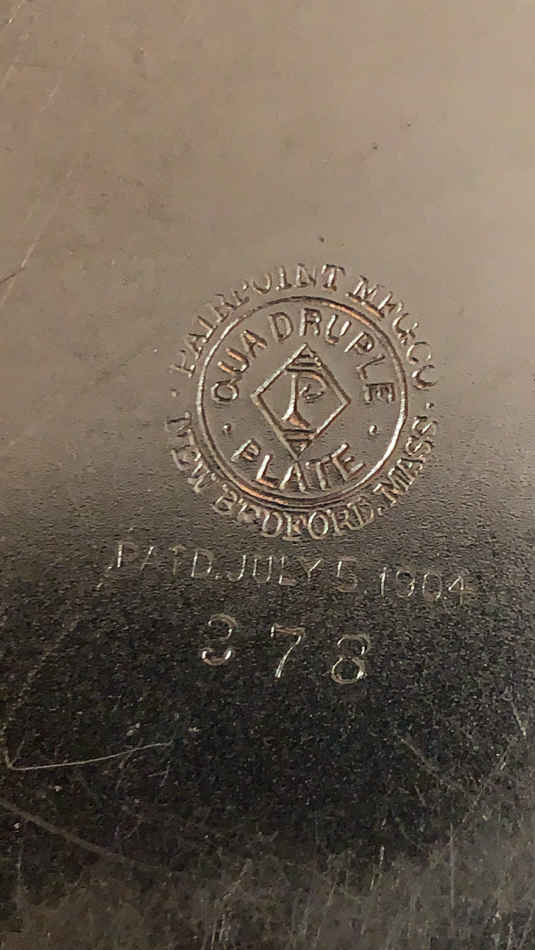 PAIRPOINT MFG. CO.
QUADRUPLE
P
PLATE
NEW BEDFORD, MASS.
PAT'D. JULY 5, 1904
378